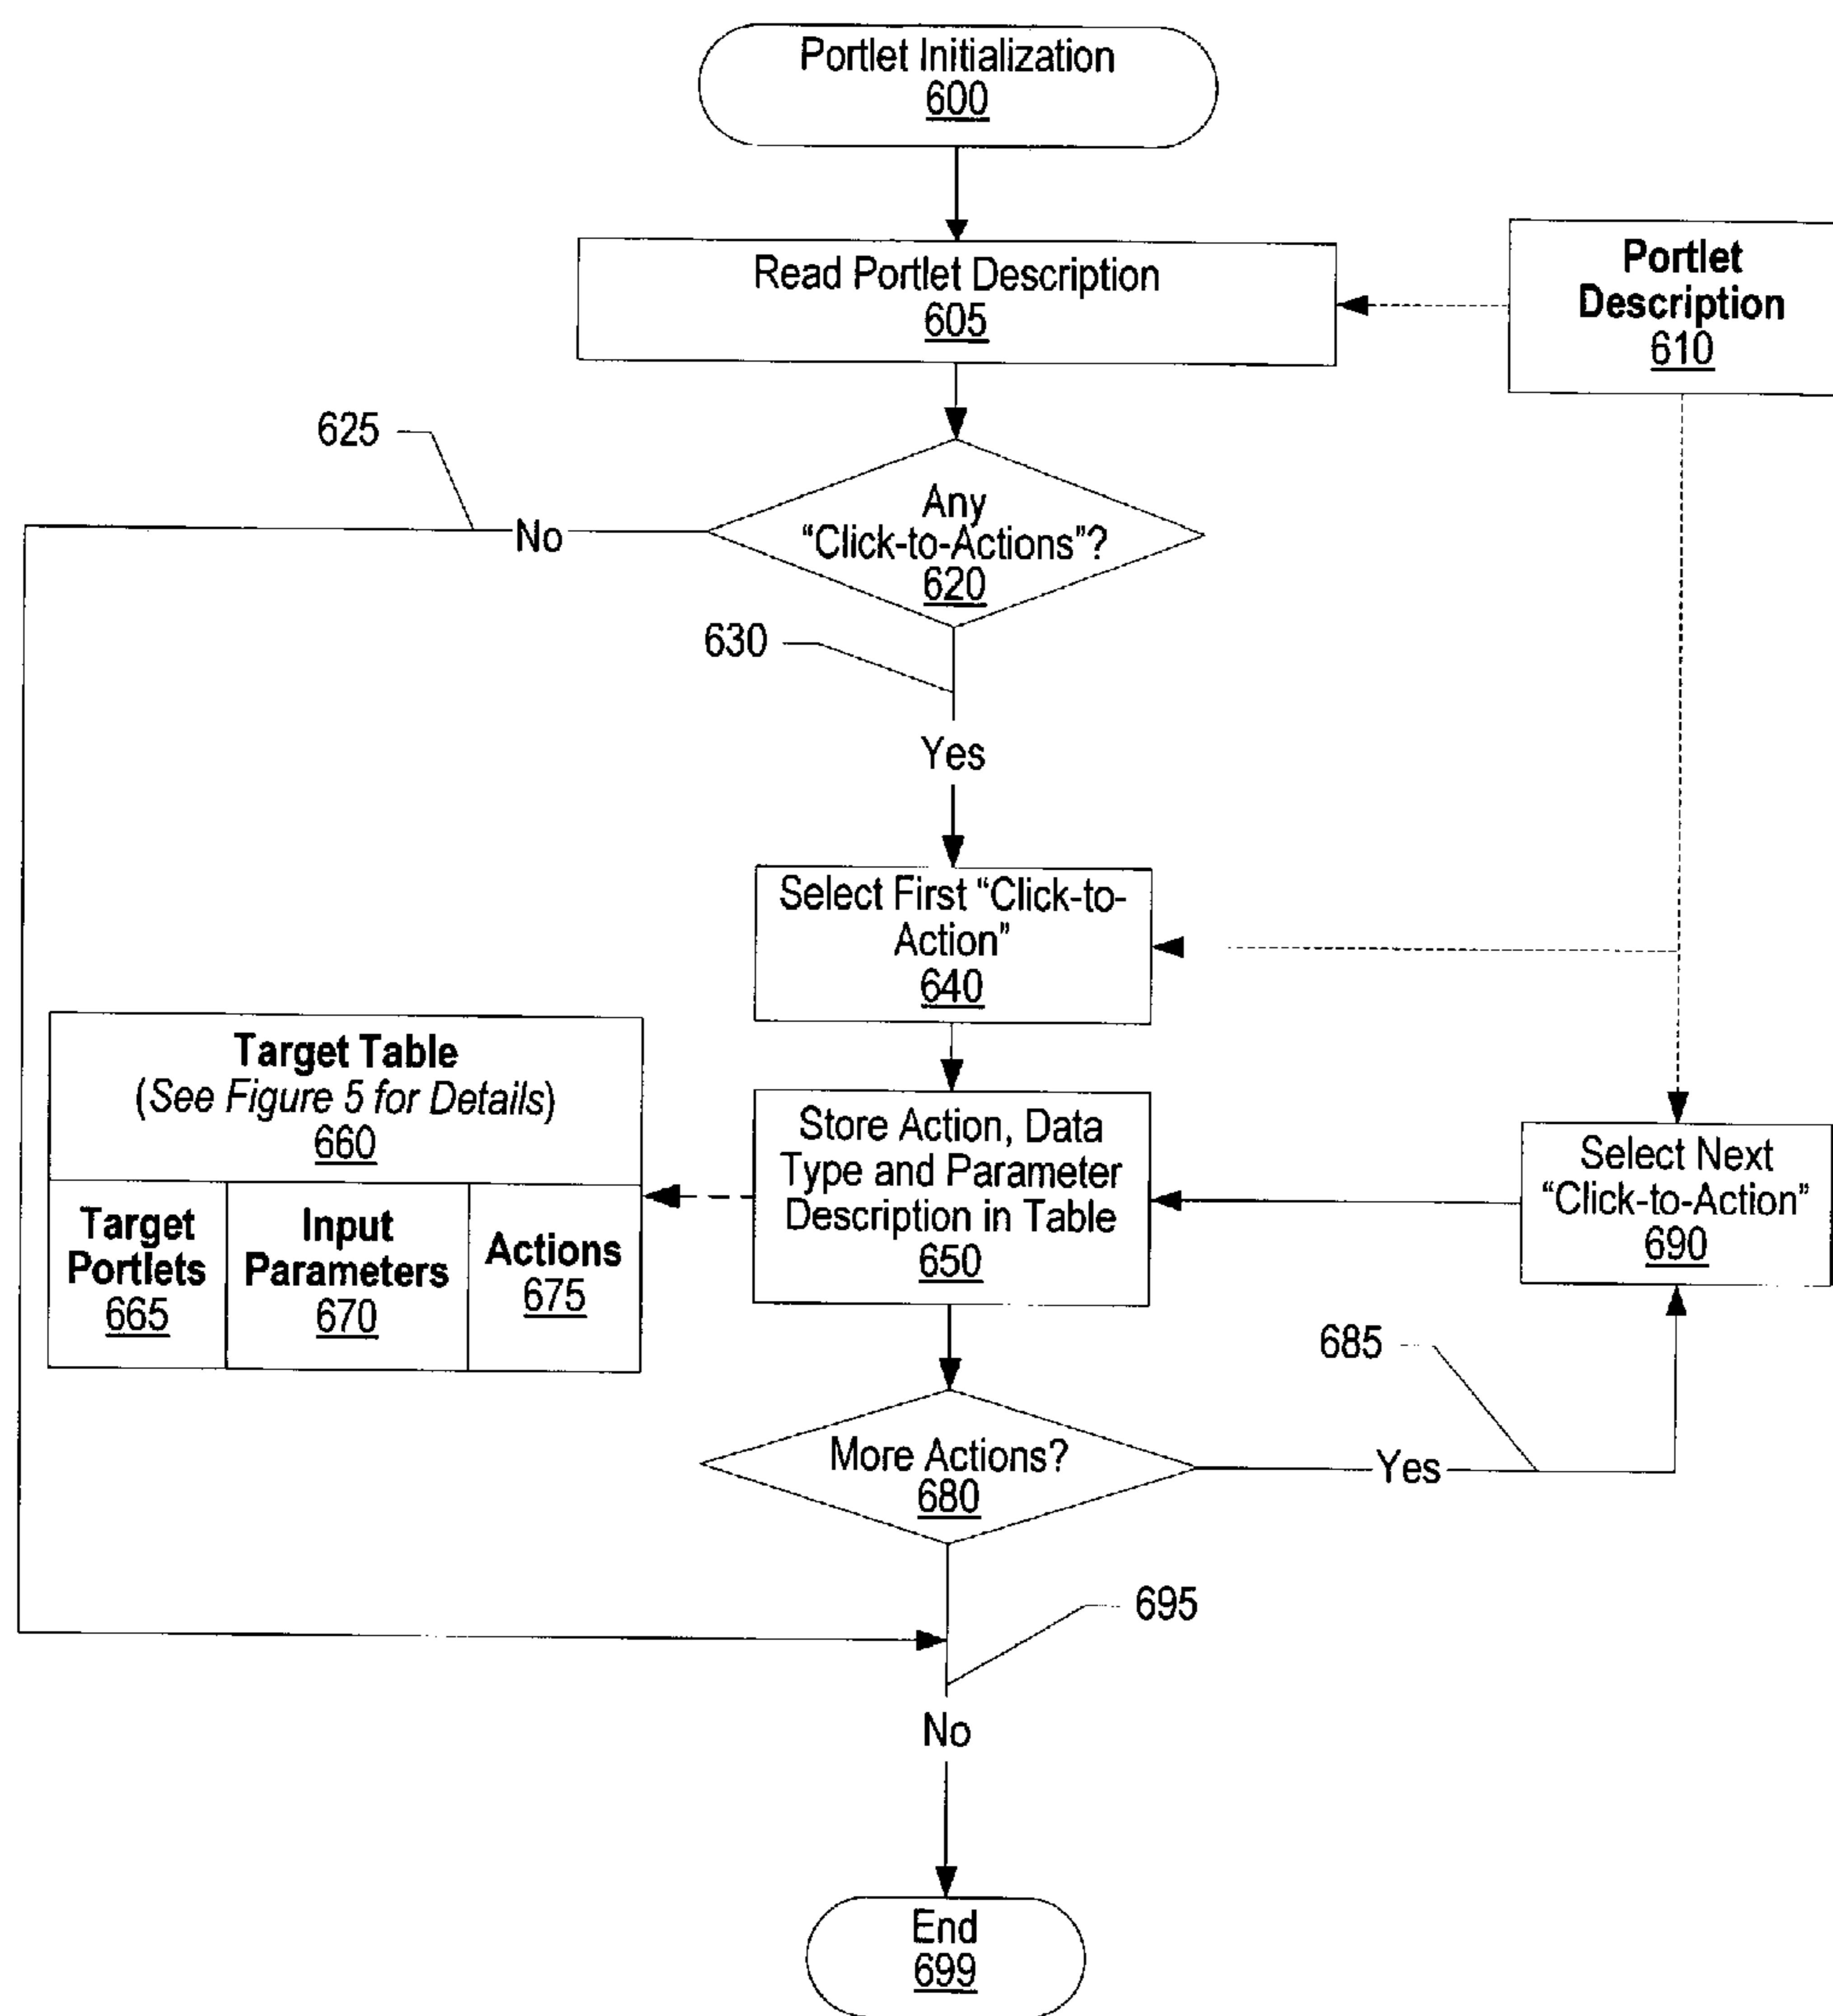 Portlet Initialization
600
Read Portlet Description
605
Portlet
Description
610
625
No
Any
“Click-to-Actions”?
620
630
Yes
Select First “Click-to-
Action”
640
Target Table
(See Figure 5 for Details)
660
Target
Portlets
665
Input
Parameters
670
Actions
675
Store Action, Data
Type and Parameter
Description in Table
650
Select Next
“Click-to-Action”
690
685
More Actions?
680
Yes
695
No
End
699